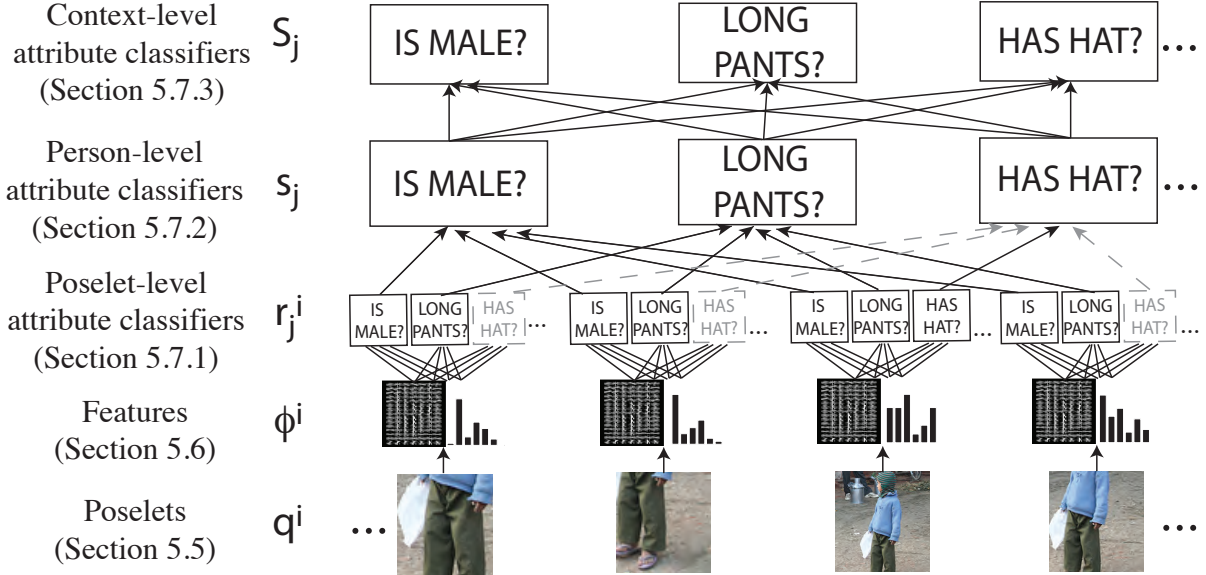 Context-level
attribute classifiers
(Section 5.7.3)
S_j
IS MALE?
LONG
PANTS?
HAS HAT?
...
Person-level
attribute classifiers
(Section 5.7.2)
s_j
IS MALE?
LONG
PANTS?
HAS HAT?
...
Poselet-level
attribute classifiers
(Section 5.7.1)
r_j^i
IS
MALE?
LONG
PANTS?
HAS
HAT?
...
IS
MALE?
LONG
PANTS?
HAS
HAT?
...
IS
MALE?
LONG
PANTS?
HAS
HAT?
...
IS
MALE?
LONG
PANTS?
HAS
HAT?
...
Features
(Section 5.6)
ϕ^i
Poselets
(Section 5.5)
q^i
...
...